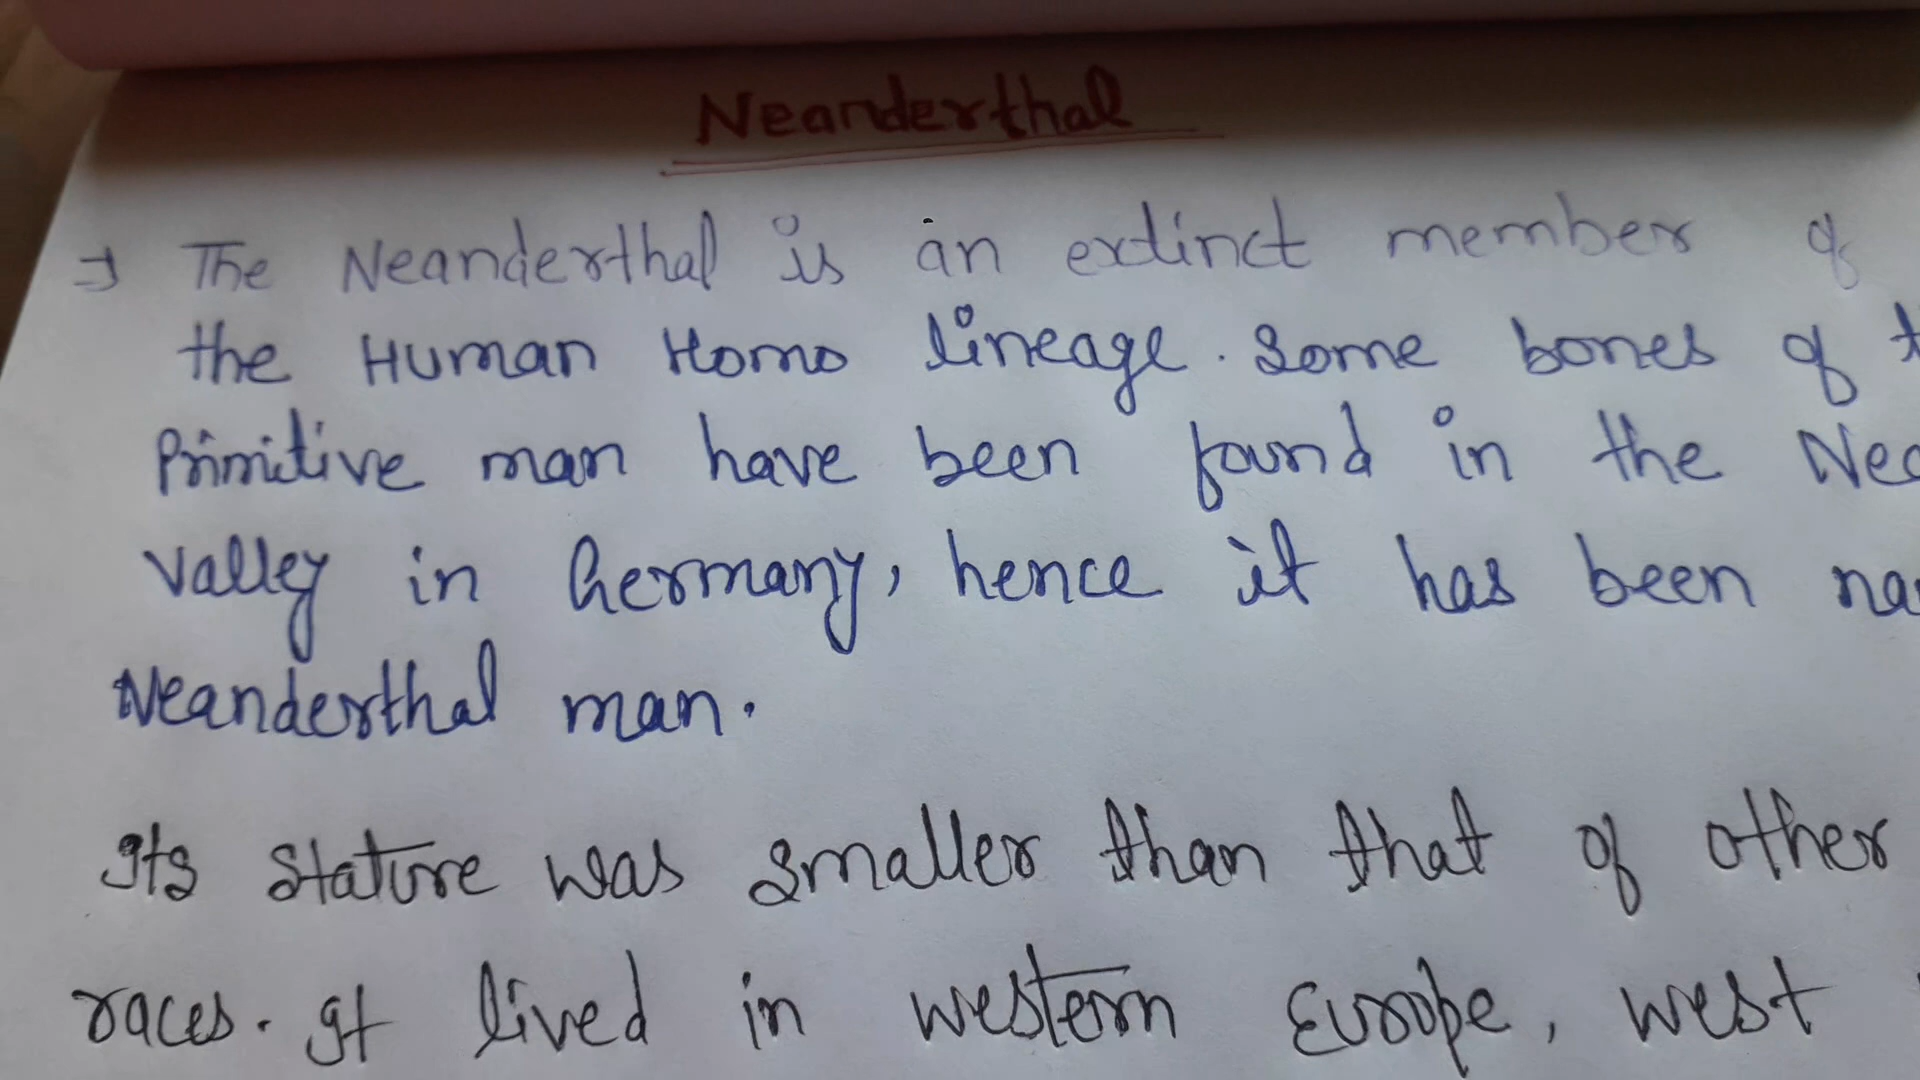 Neanderthal
→ The Neanderthal is an extinct member of
the Human Homo lineage. Some bones of
Primitive man have been found in the
Valley in Germany, hence it has been
Neanderthal man.
Its stature was smaller than that of other
races. It lived in western Europe, west